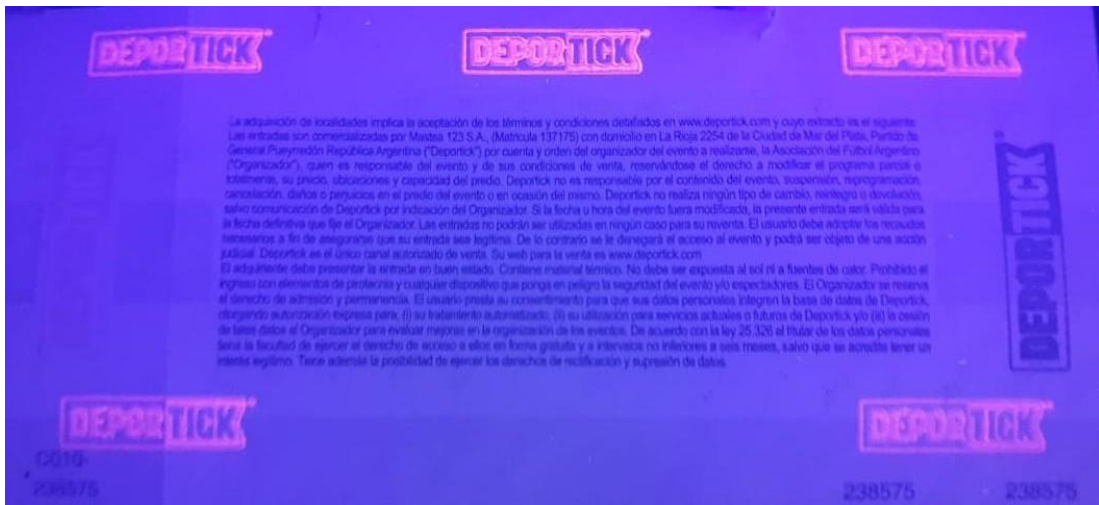 DEPORTICK
DEPORTICK
DEPORTICK
La adquisición de localidades implica la aceptación de los términos y condiciones detallados en www.deportick.com y cuyo extracto es el siguiente:
Las entradas son comercializadas por Mastea 123 S.A., (Matrícula 137175) con domicilio en La Rioja 2254 de la Ciudad de Mar del Plata, Partido de
General Pueyrredón República Argentina ("Deportick") por cuenta y orden del organizador del evento a realizarse, la Asociación del Fútbol Argentino
("Organizador"), quien es responsable del evento y de sus condiciones de venta, reservándose el derecho a modificar el programa parcial o
totalmente, su precio, ubicaciones y capacidad del predio. Deportick no es responsable por el contenido del evento, suspensión, reprogramación,
cancelación, daños o perjuicios en el predio del evento o en ocasión del mismo. Deportick no realiza ningún tipo de cambio, reintegro o devolución,
salvo comunicación de Deportick por indicación del Organizador. Si la fecha u hora del evento fuera modificada, la presente entrada será válida para
la fecha definitiva que fije el Organizador. Las entradas no podrán ser utilizadas en ningún caso para su reventa. El usuario debe adoptar los recaudos
necesarios a fin de asegurarse que su entrada sea legítima. De lo contrario se le denegará el acceso al evento y podrá ser objeto de una acción
judicial. Deportick es el único canal autorizado de venta. Su web para la venta es www.deportick.com
El adquirente debe presentar la entrada en buen estado. Contiene material térmico. No debe ser expuesta al sol ni a fuentes de calor. Prohibido el
ingreso con elementos de pirotecnia y cualquier dispositivo que ponga en peligro la seguridad del evento y/o espectadores. El Organizador se reserva
el derecho de admisión y permanencia. El usuario presta su consentimiento para que sus datos personales integren la base de datos de Deportick,
otorgando autorización expresa para: (i) su tratamiento automatizado; (ii) su utilización para servicios actuales o futuros de Deportick y/o (iii) la cesión
de tales datos al Organizador para evaluar mejoras en la organización de los eventos. De acuerdo con la ley 25.326 el titular de los datos personales
tiene la facultad de ejercer el derecho de acceso a ellos en forma gratuita y a intervalos no inferiores a seis meses, salvo que se acredite tener un
interés legítimo. Tiene además la posibilidad de ejercer los derechos de rectificación y supresión de datos.
DEPORTICK
DEPORTICK
DEPORTICK
DEPORTICK
C010-
238575
238575
238575